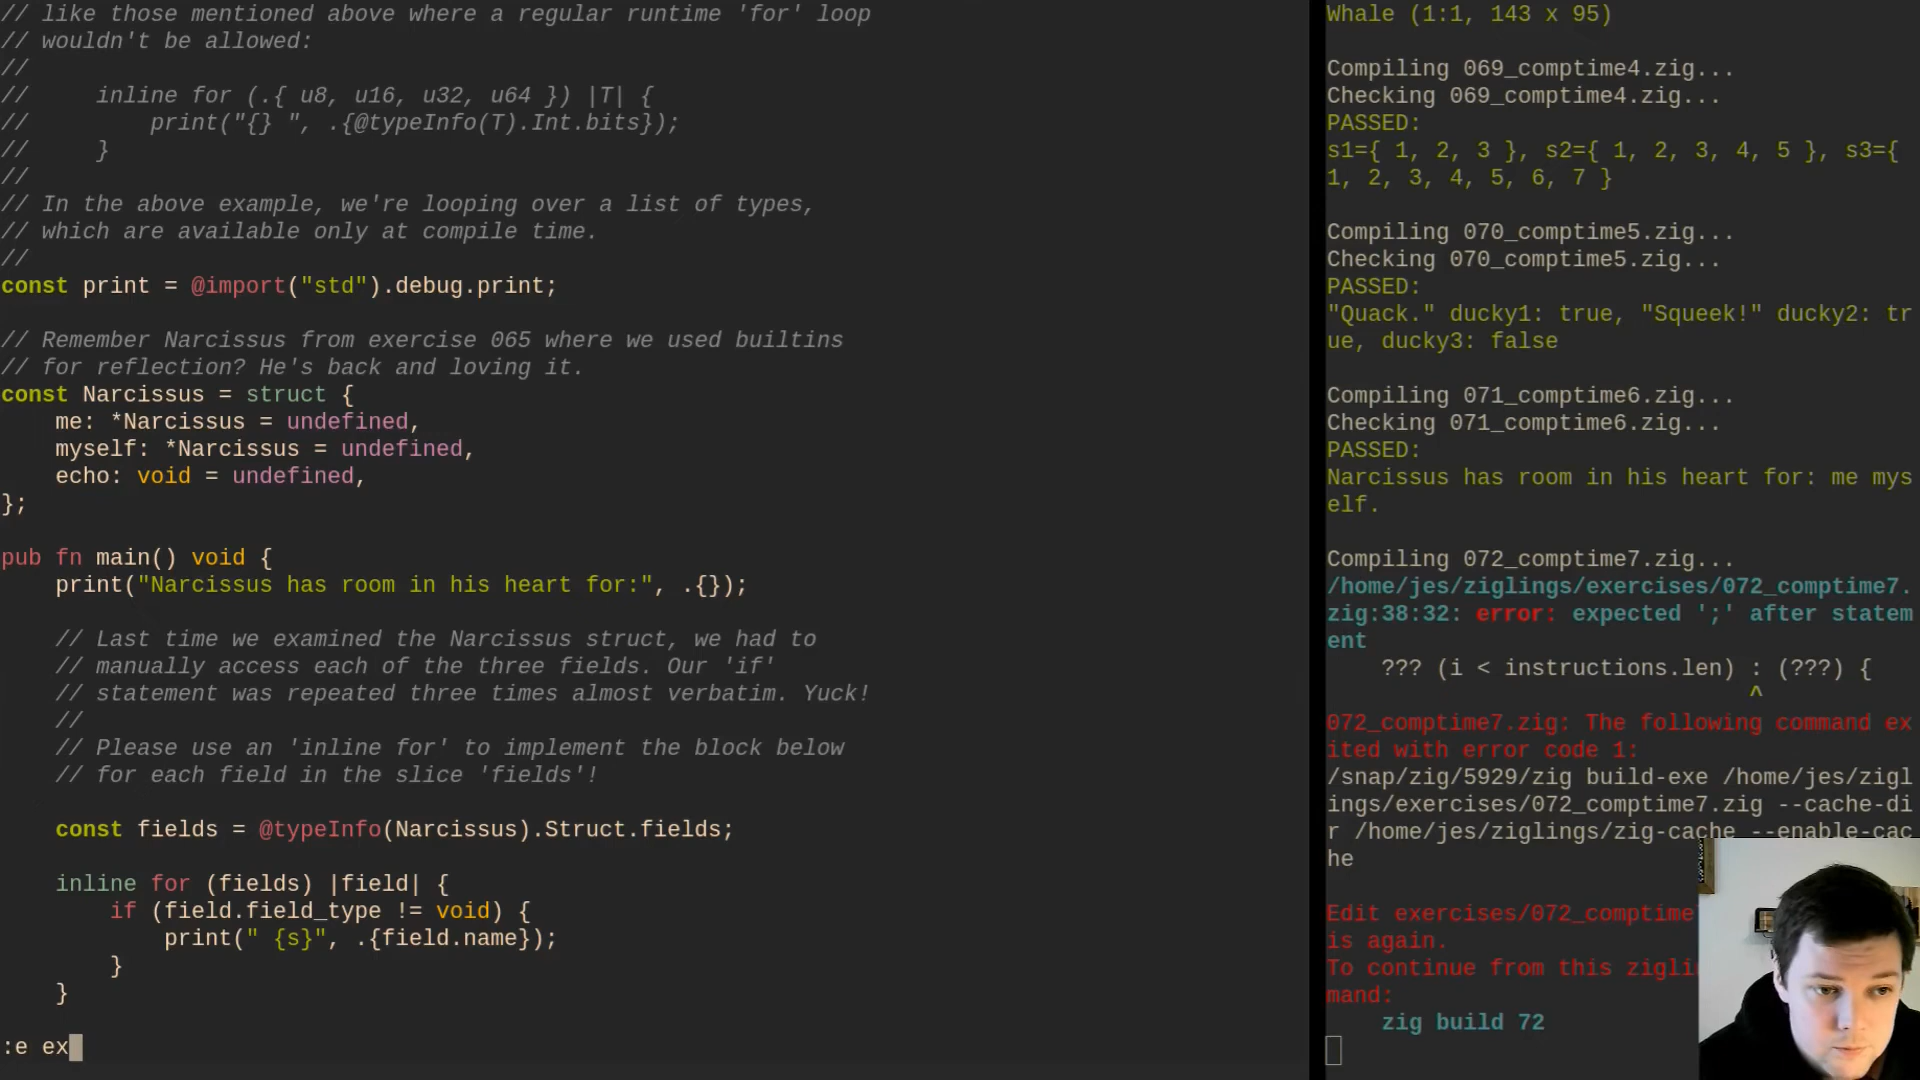 // like those mentioned above where a regular runtime 'for' loop
// wouldn't be allowed:
//
//     inline for (.{ u8, u16, u32, u64 }) |T| {
//         print("{} ", .{@typeInfo(T).Int.bits});
//     }
//
// In the above example, we're looping over a list of types,
// which are available only at compile time.
//
const print = @import("std").debug.print;

// Remember Narcissus from exercise 065 where we used builtins
// for reflection? He's back and loving it.
const Narcissus = struct {
    me: *Narcissus = undefined,
    myself: *Narcissus = undefined,
    echo: void = undefined,
};

pub fn main() void {
    print("Narcissus has room in his heart for:", .{});

    // Last time we examined the Narcissus struct, we had to
    // manually access each of the three fields. Our 'if'
    // statement was repeated three times almost verbatim. Yuck!
    //
    // Please use an 'inline for' to implement the block below
    // for each field in the slice 'fields'!

    const fields = @typeInfo(Narcissus).Struct.fields;

    inline for (fields) |field| {
        if (field.field_type != void) {
            print(" {s}", .{field.name});
        }
    }

:e ex
Whale (1:1, 143 x 95)

Compiling 069_comptime4.zig...
Checking 069_comptime4.zig...
PASSED:
s1={ 1, 2, 3 }, s2={ 1, 2, 3, 4, 5 }, s3={
1, 2, 3, 4, 5, 6, 7 }

Compiling 070_comptime5.zig...
Checking 070_comptime5.zig...
PASSED:
"Quack." ducky1: true, "Squeek!" ducky2: tr
ue, ducky3: false

Compiling 071_comptime6.zig...
Checking 071_comptime6.zig...
PASSED:
Narcissus has room in his heart for: me mys
elf.

Compiling 072_comptime7.zig...
/home/jes/ziglings/exercises/072_comptime7.
zig:38:32: error: expected ';' after statem
ent
    ??? (i < instructions.len) : (???) {
                               ^
072_comptime7.zig: The following command ex
ited with error code 1:
/snap/zig/5929/zig build-exe /home/jes/zigl
ings/exercises/072_comptime7.zig --cache-di
r /home/jes/ziglings/zig-cache --enable-cac
he

Edit exercises/072_comptime
is again.
To continue from this
mand:
    zig build 72